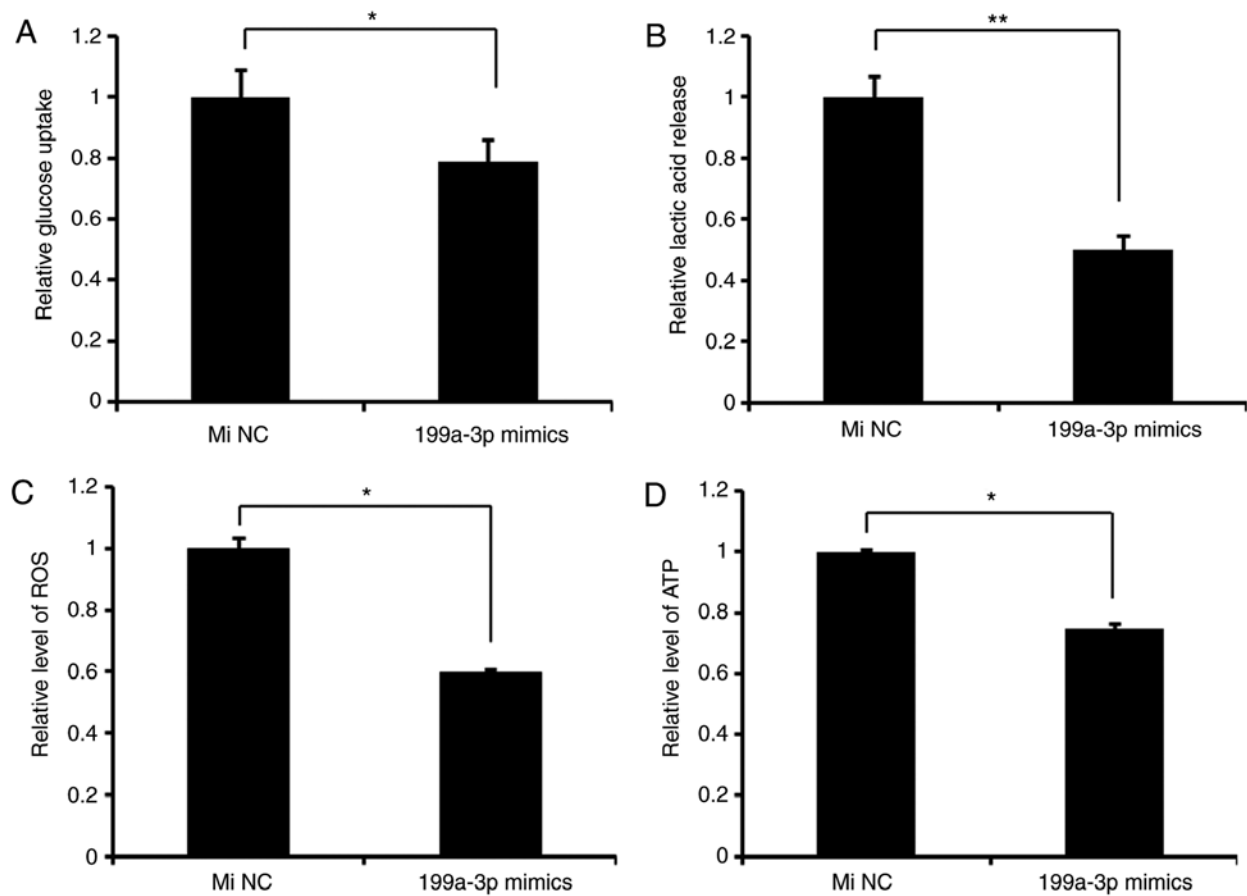 A
Relative glucose uptake
1.2
1
0.8
0.6
0.4
0.2
0
*
Mi NC
199a-3p mimics
B
Relative lactic acid release
1.2
1
0.8
0.6
0.4
0.2
0
**
Mi NC
199a-3p mimics
C
Relative level of ROS
1.2
1
0.8
0.6
0.4
0.2
0
*
Mi NC
199a-3p mimics
D
Relative level of ATP
1.2
1
0.8
0.6
0.4
0.2
0
*
Mi NC
199a-3p mimics